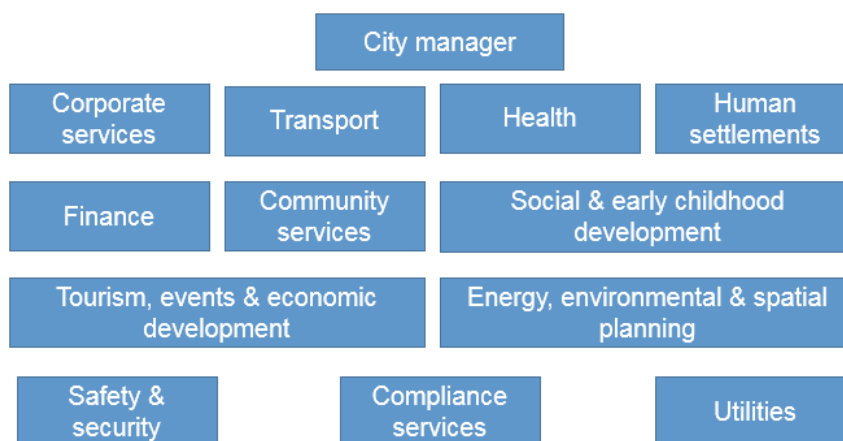 City manager
Corporate
services
Transport
Health
Human
settlements
Finance
Community
services
Social & early childhood
development
Tourism, events & economic
development
Energy, environmental & spatial
planning
Safety &
security
Compliance
services
Utilities